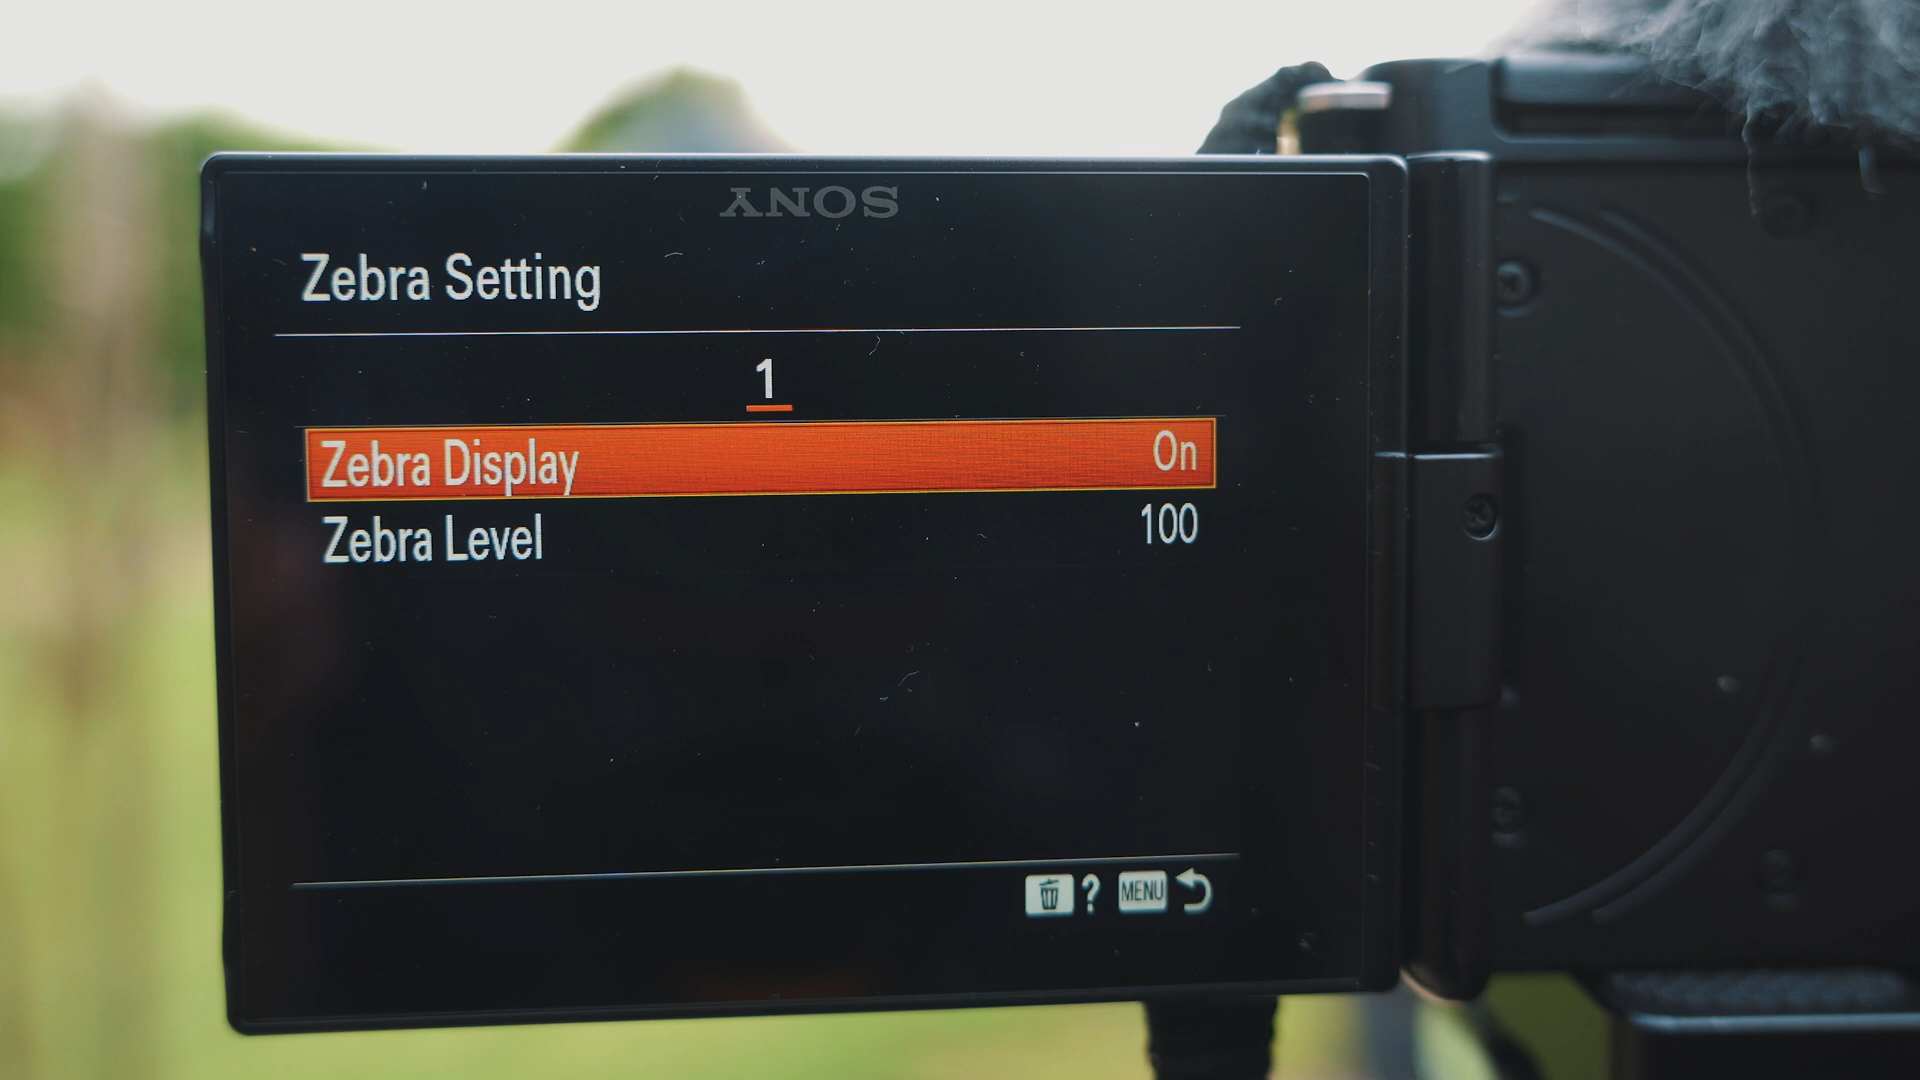 SONY
Zebra Setting
1
Zebra Display On
Zebra Level 100
? MENU